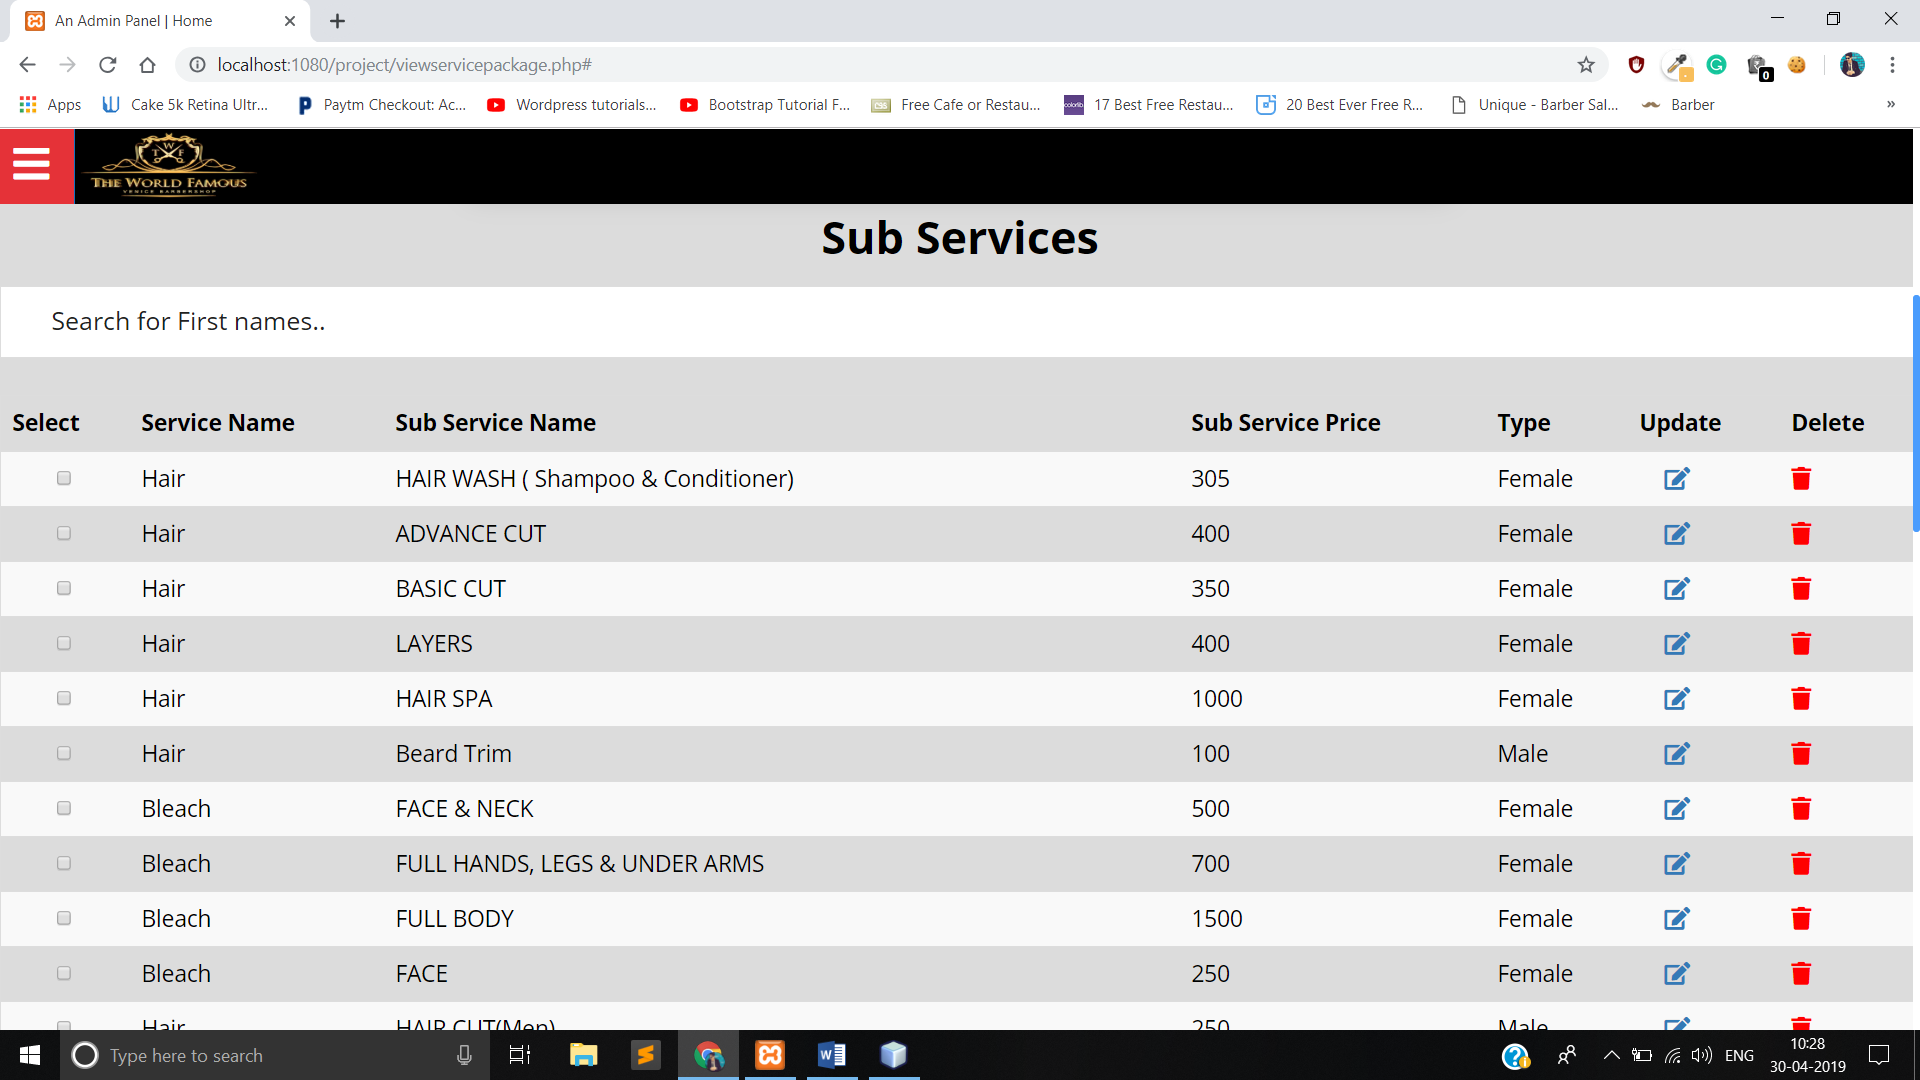 An Admin Panel | Home
localhost:1080/project/viewservicepackage.php#
0
Apps
Cake 5k Retina Ultr...
Paytm Checkout: Ac...
Wordpress tutorials...
Bootstrap Tutorial F...
CSS
Free Cafe or Restau...
colorlib
17 Best Free Restau...
20 Best Ever Free R...
Unique - Barber Sal...
Barber
»
T W F
THE WORLD FAMOUS
VENICE BARBERSHOP
Sub Services
Search for First names..
Select Service Name Sub Service Name Sub Service Price Type Update Delete
Hair HAIR WASH ( Shampoo & Conditioner) 305 Female
Hair ADVANCE CUT 400 Female
Hair BASIC CUT 350 Female
Hair LAYERS 400 Female
Hair HAIR SPA 1000 Female
Hair Beard Trim 100 Male
Bleach FACE & NECK 500 Female
Bleach FULL HANDS, LEGS & UNDER ARMS 700 Female
Bleach FULL BODY 1500 Female
Bleach FACE 250 Female
Hair HAIR CUT(Men) 250 Male
Type here to search
ENG
10:28
30-04-2019